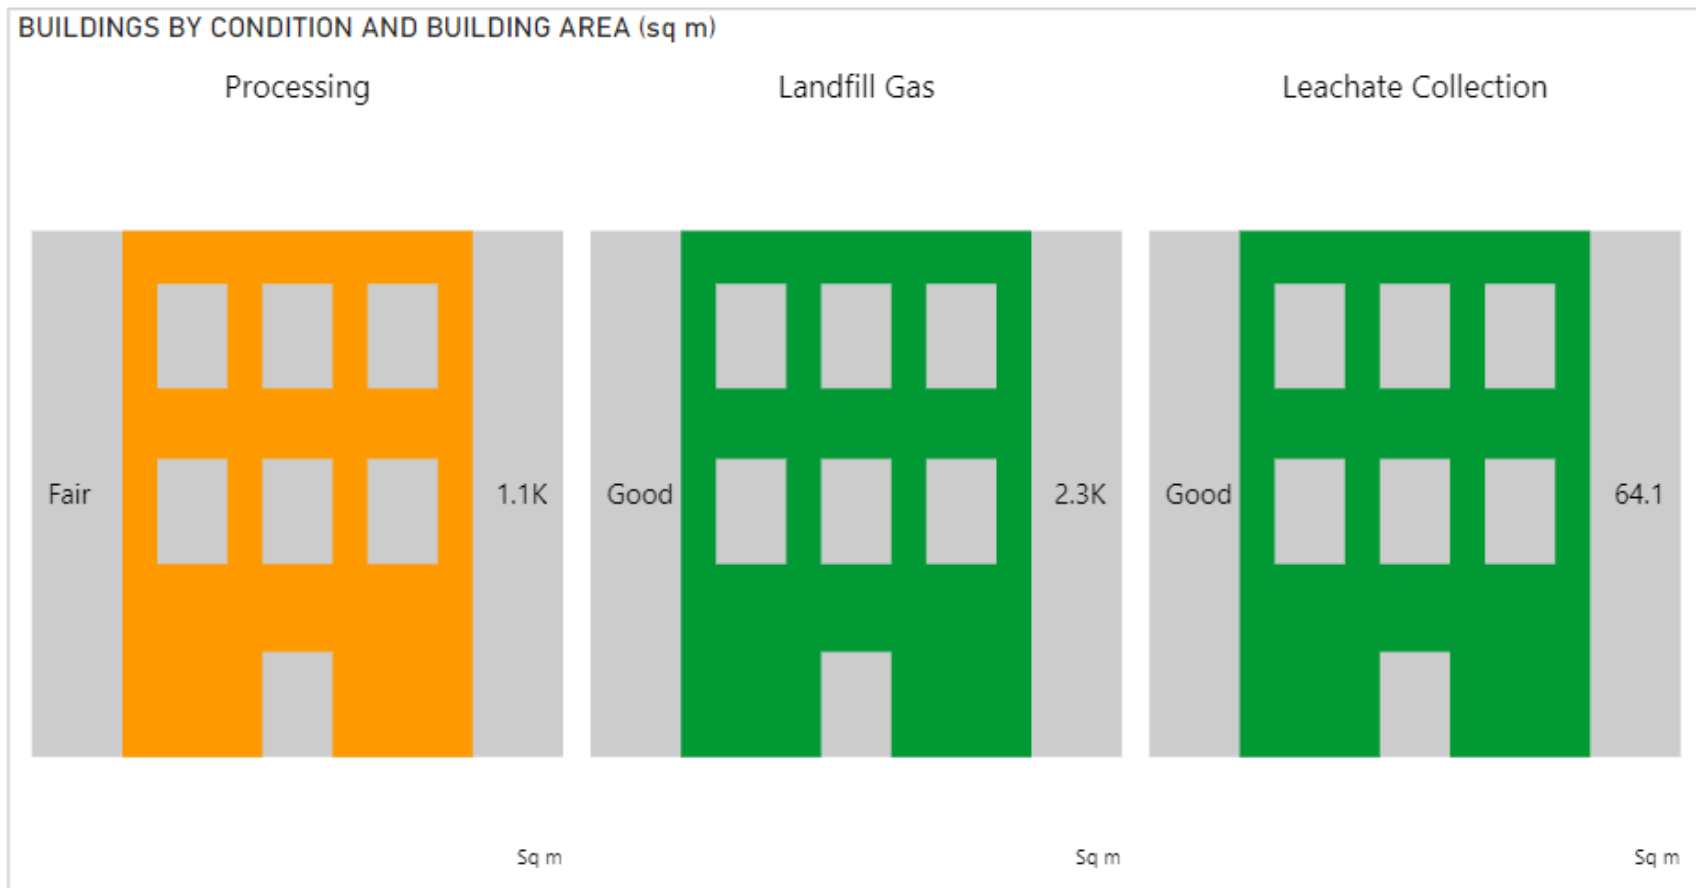 BUILDINGS BY CONDITION AND BUILDING AREA (sq m)
Processing
Landfill Gas
Leachate Collection
Fair
1.1K
Good
2.3K
Good
64.1
Sq m
Sq m
Sq m